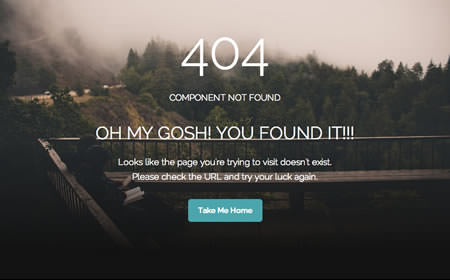 404
COMPONENT NOT FOUND
OH MY GOSH! YOU FOUND IT!!!
Looks like the page you're trying to visit doesn't exist.
Please check the URL and try your luck again.
Take Me Home